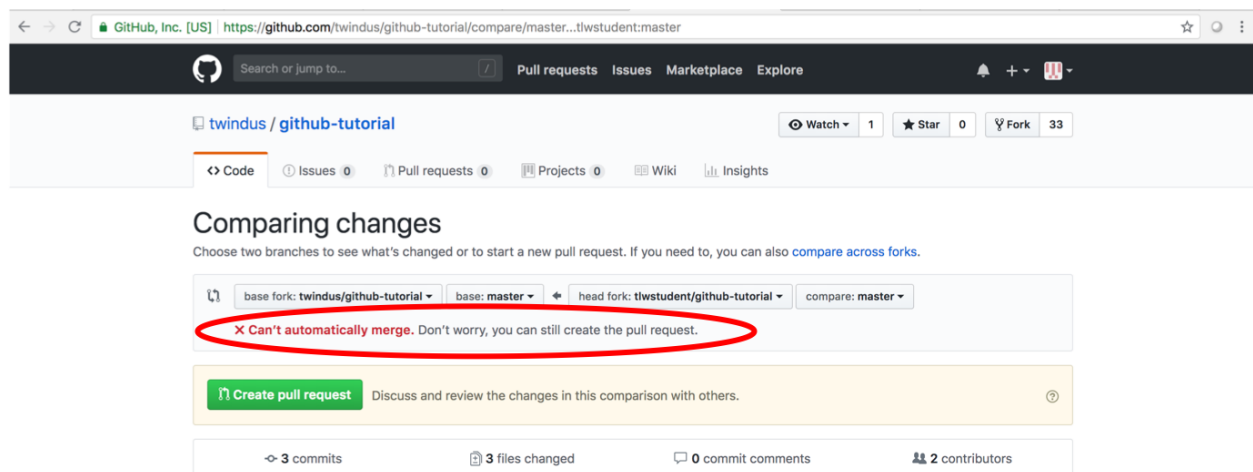 GitHub, Inc. [US] https://github.com/twindus/github-tutorial/compare/master...tlwstudent:master
Search or jump to... / Pull requests Issues Marketplace Explore
twindus / github-tutorial Watch 1 Star 0 Fork 33
Code Issues 0 Pull requests 0 Projects 0 Wiki Insights
Comparing changes
Choose two branches to see what's changed or to start a new pull request. If you need to, you can also compare across forks.
base fork: twindus/github-tutorial base: master head fork: tlwstudent/github-tutorial compare: master
Can't automatically merge. Don't worry, you can still create the pull request.
Create pull request Discuss and review the changes in this comparison with others.
3 commits 3 files changed 0 commit comments 2 contributors